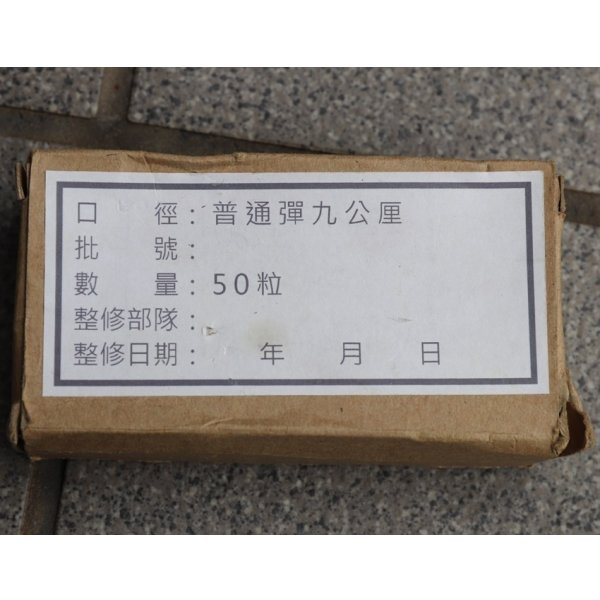 口徑：普通彈九公厘
批號：
數量：50粒
整修部隊：
整修日期： 年 月 日